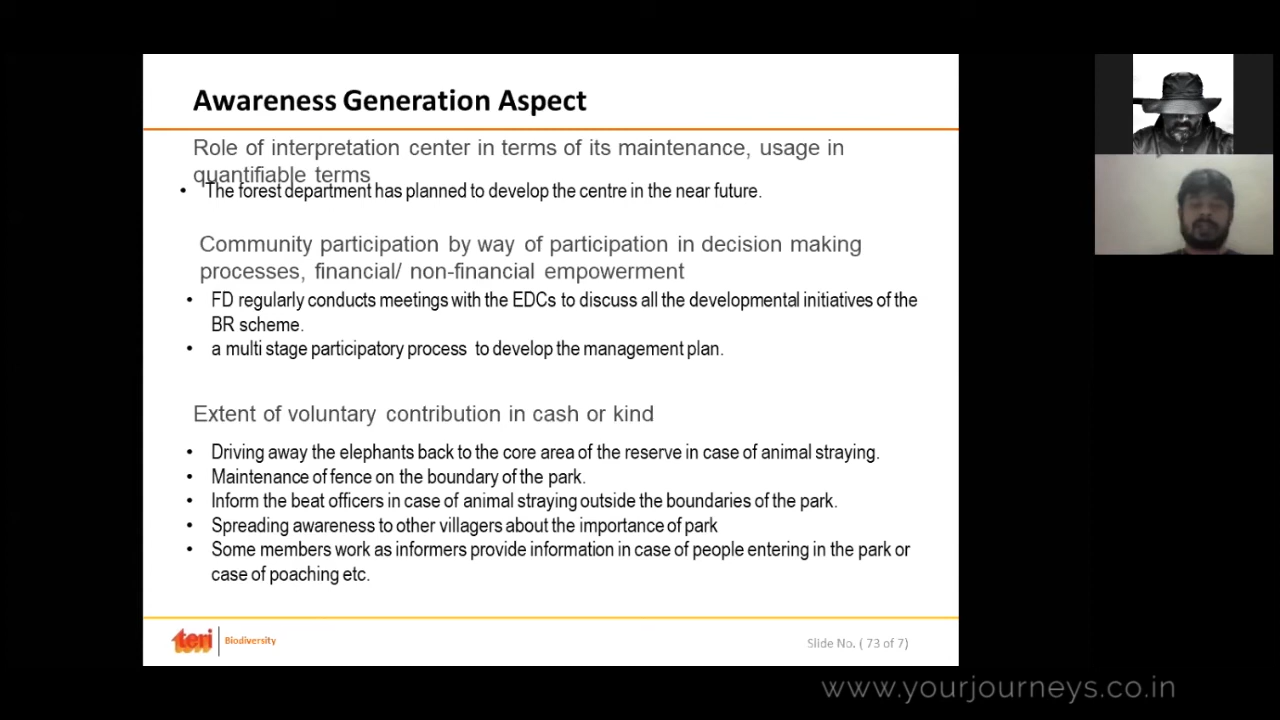 Awareness Generation Aspect
Role of interpretation center in terms of its maintenance, usage in
quantifiable terms
• 'The forest department has planned to develop the centre in the near future.
Community participation by way of participation in decision making
processes, financial/ non-financial empowerment
• FD regularly conducts meetings with the EDCs to discuss all the developmental initiatives of the
BR scheme.
• a multi stage participatory process to develop the management plan.
Extent of voluntary contribution in cash or kind
• Driving away the elephants back to the core area of the reserve in case of animal straying.
• Maintenance of fence on the boundary of the park.
• Inform the beat officers in case of animal straying outside the boundaries of the park.
• Spreading awareness to other villagers about the importance of park
• Some members work as informers provide information in case of people entering in the park or
case of poaching etc.
teri Biodiversity
Slide No. ( 73 of 7)
www.yourjourneys.co.in